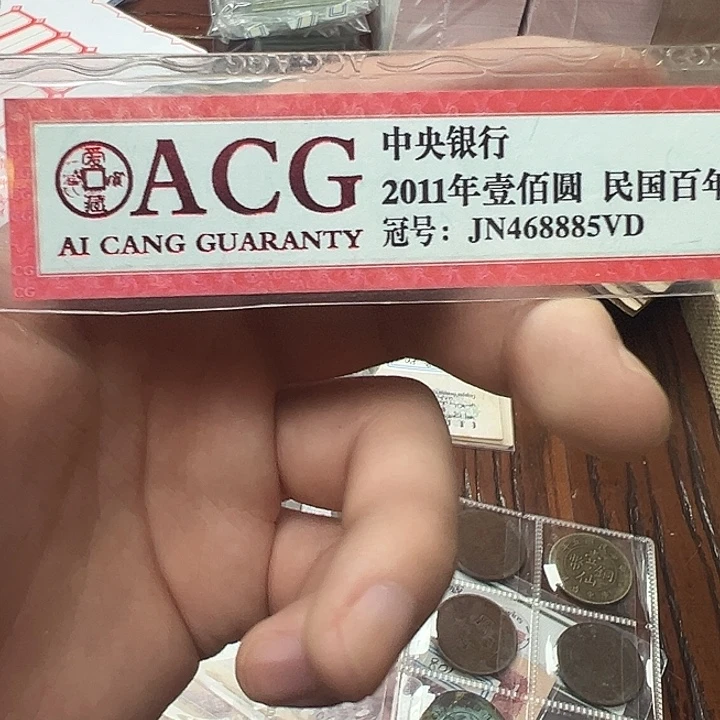 ACG
AI CANG GUARANTY
中央银行
2011年壹佰圆 民国百年
冠号: JN468885VD